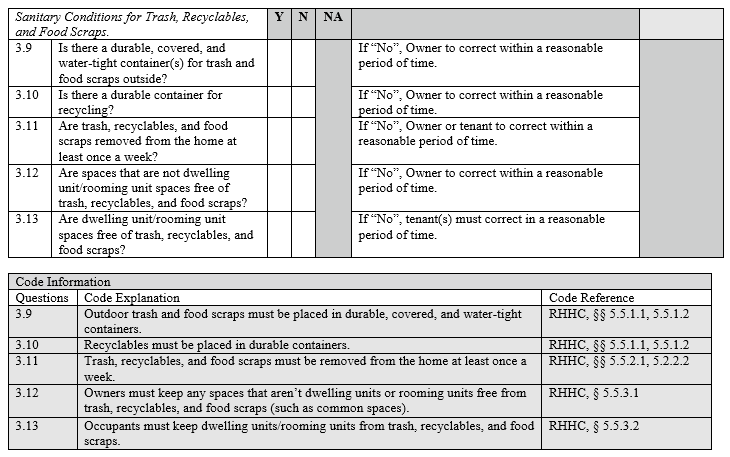 Sanitary Conditions for Trash, Recyclables, Y N NA
and Food Scraps.
3.9 Is there a durable, covered, and If “No”, Owner to correct within a reasonable
water-tight container(s) for trash and period of time.
food scraps outside?
3.10 Is there a durable container for If “No”, Owner to correct within a reasonable
recycling? period of time.
3.11 Are trash, recyclables, and food If “No”, Owner or tenant to correct within a
scraps removed from the home at reasonable period of time.
least once a week?
3.12 Are spaces that are not dwelling If “No”, Owner to correct within a reasonable
unit/rooming unit spaces free of period of time.
trash, recyclables, and food scraps?
3.13 Are dwelling unit/rooming unit If “No”, tenant(s) must correct in a reasonable
spaces free of trash, recyclables, and period of time.
food scraps?
Code Information
Questions Code Explanation Code Reference
3.9 Outdoor trash and food scraps must be placed in durable, covered, and water-tight RHHC, §§ 5.5.1.1, 5.5.1.2
containers.
3.10 Recyclables must be placed in durable containers. RHHC, §§ 5.5.1.1, 5.5.1.2
3.11 Trash, recyclables, and food scraps must be removed from the home at least once a RHHC, §§ 5.5.2.1, 5.2.2.2
week.
3.12 Owners must keep any spaces that aren’t dwelling units or rooming units free from RHHC, § 5.5.3.1
trash, recyclables, and food scraps (such as common spaces).
3.13 Occupants must keep dwelling units/rooming units from trash, recyclables, and food RHHC, § 5.5.3.2
scraps.